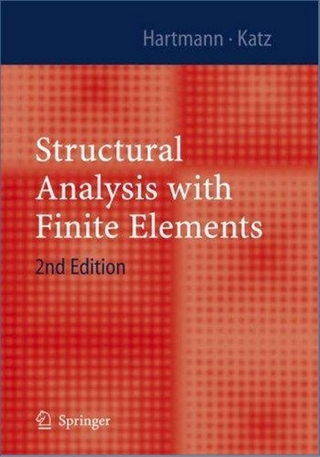 Hartmann · Katz
Structural
Analysis with
Finite Elements
2nd Edition
Springer